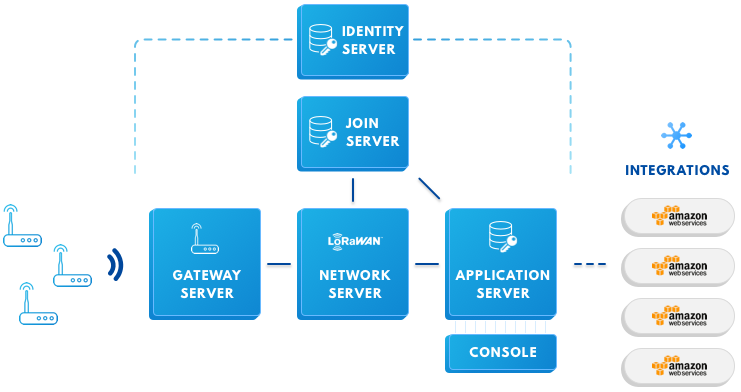 IDENTITY
SERVER
JOIN
SERVER
INTEGRATIONS
LoRaWAN
GATEWAY
SERVER
NETWORK
SERVER
APPLICATION
SERVER
CONSOLE
amazon
web services
amazon
web services
amazon
web services
amazon
web services